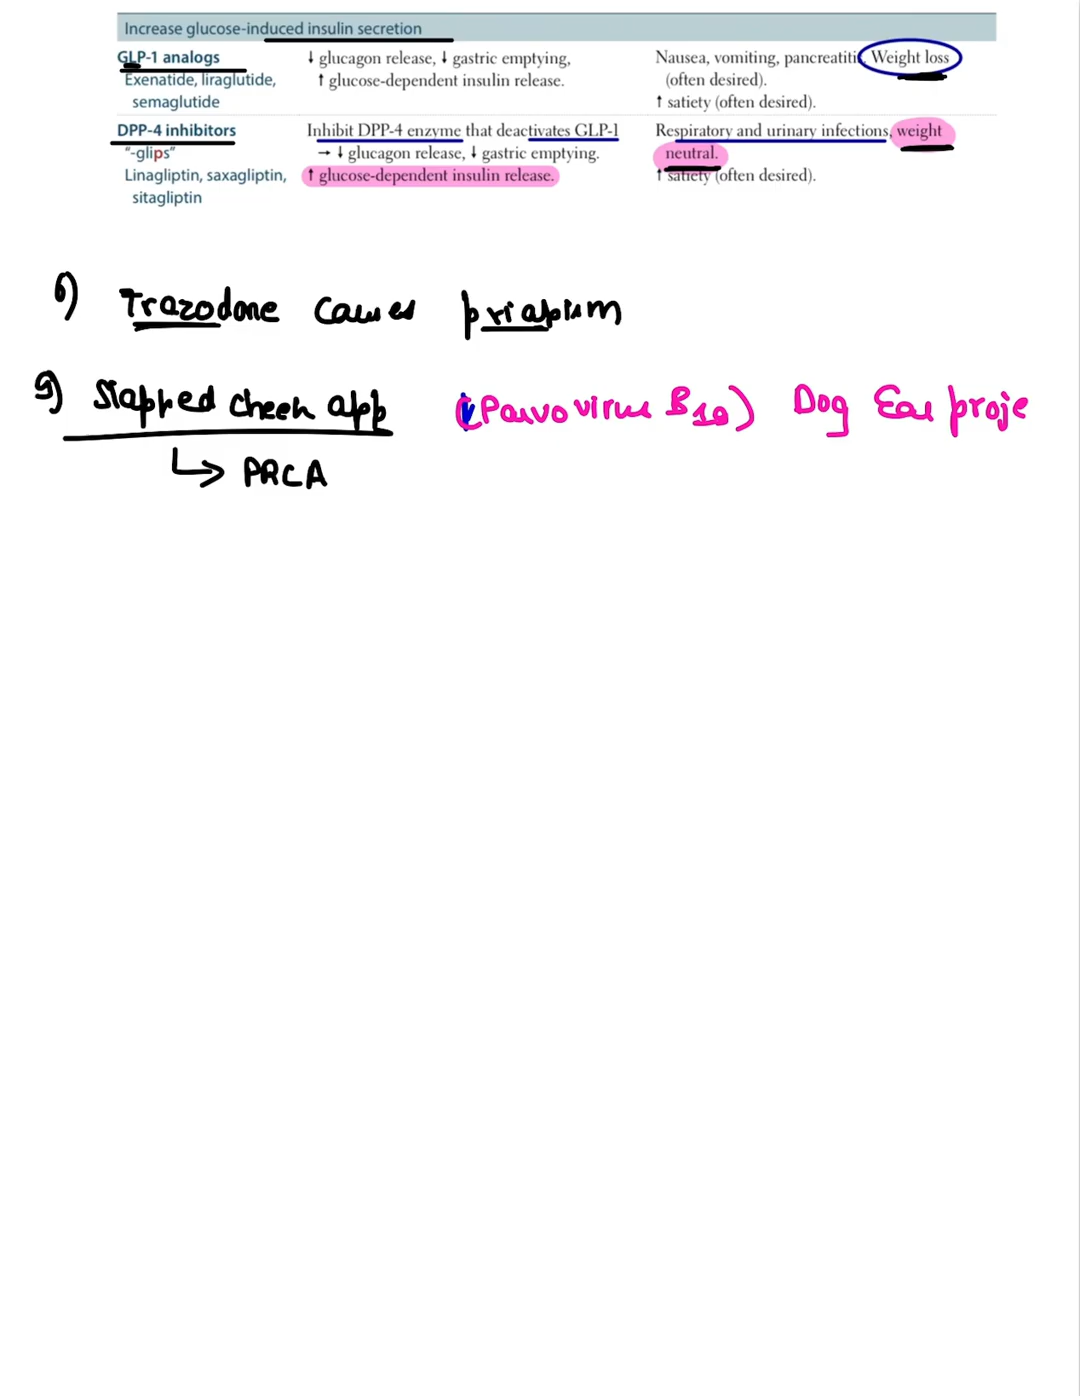 Increase glucose-induced insulin secretion
GLP-1 analogs ↓ glucagon release, ↓ gastric emptying, Nausea, vomiting, pancreatitis Weight loss
Exenatide, liraglutide, ↑ glucose-dependent insulin release. (often desired).
semaglutide ↑ satiety (often desired).
DPP-4 inhibitors Inhibit DPP-4 enzyme that deactivates GLP-1 Respiratory and urinary infections, weight
"-glips" → ↓ glucagon release, ↓ gastric emptying. neutral.
Linagliptin, saxagliptin, ↑ glucose-dependent insulin release. ↑ satiety (often desired).
sitagliptin
8) Trazodone causes priapism
9) Slapped cheek app (Parvovirus B19) Dog Ear proje
↳ PRCA